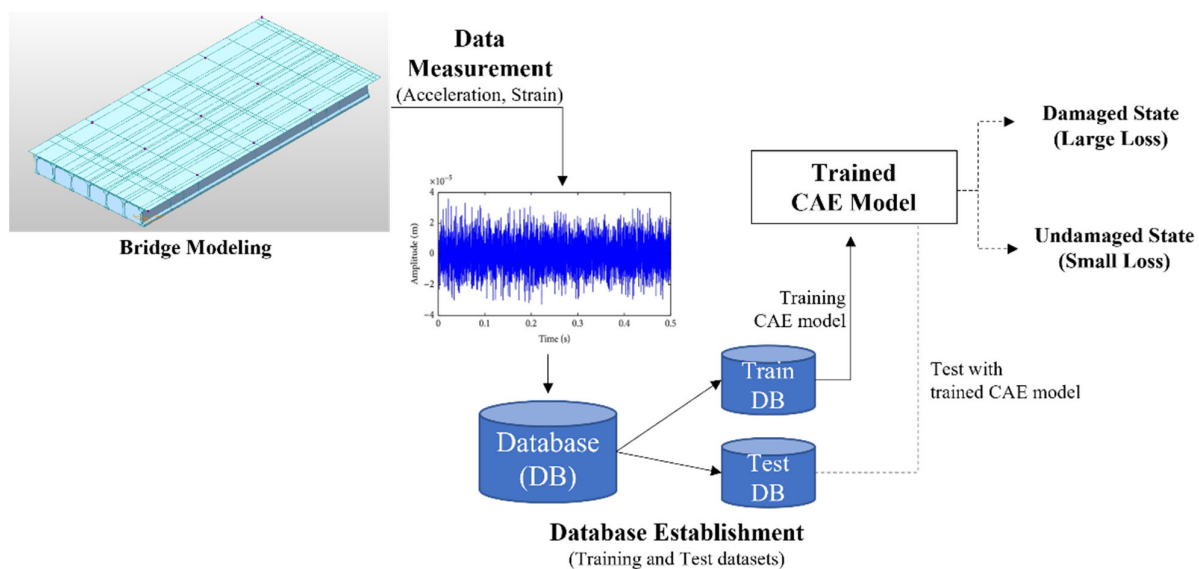 Bridge Modeling
Data
Measurement
(Acceleration, Strain)
×10⁻⁵
4
2
0
−2
−4
Amplitude (m)
0
0.1
0.2
0.3
0.4
0.5
Time (s)
Database
(DB)
Train
DB
Test
DB
Database Establishment
(Training and Test datasets)
Training
CAE model
Test with
trained CAE model
Trained
CAE Model
Damaged State
(Large Loss)
Undamaged State
(Small Loss)